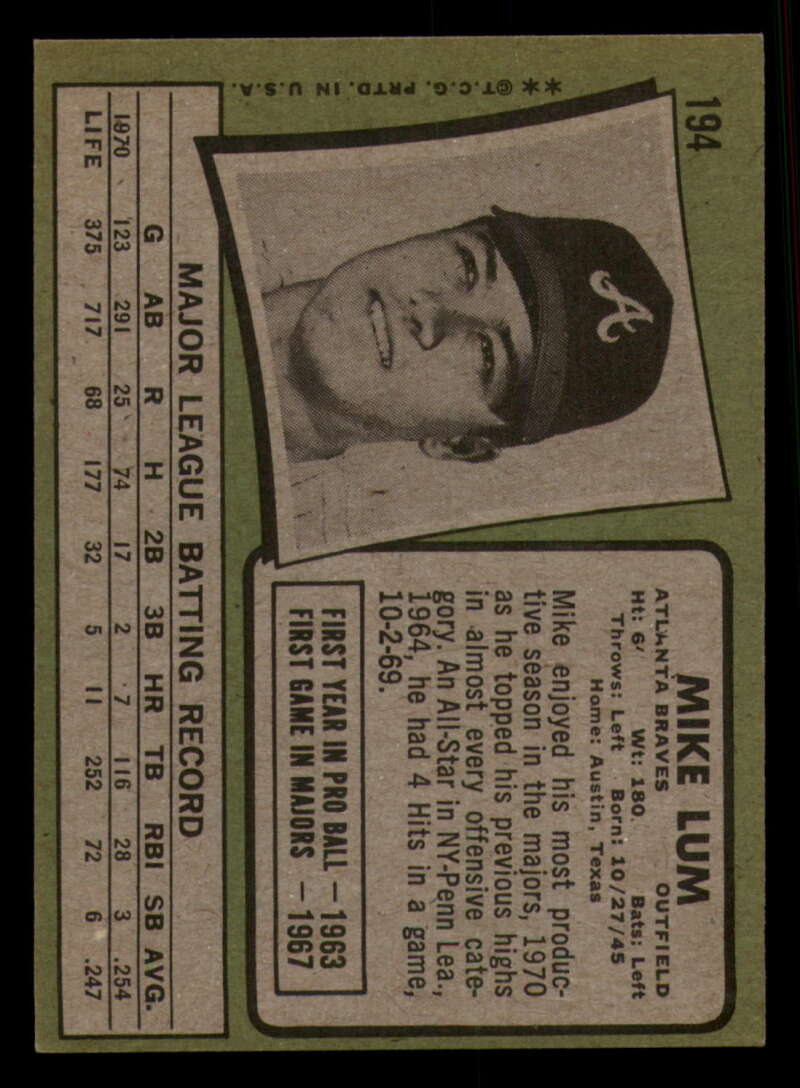 194
A
**©T.C.G. PRTD. IN U.S.A.
MIKE LUM
ATLANTA BRAVES OUTFIELD
Ht: 6' Wt: 180 Bats: Left
Throws: Left Born: 10/27/45
Home: Austin, Texas
Mike enjoyed his most produc-
tive season in the majors, 1970
as he topped his previous highs
in almost every offensive cate-
gory. An All-Star in NY-Penn Lea.,
1964, he had 4 Hits in a game,
10-2-69.
FIRST YEAR IN PRO BALL — 1963
FIRST GAME IN MAJORS — 1967
MAJOR LEAGUE BATTING RECORD
G AB R H 2B 3B HR TB RBI SB AVG.
1970 123 291 25 74 17 2 7 116 28 3 .254
LIFE 375 717 68 177 32 5 11 252 72 6 .247